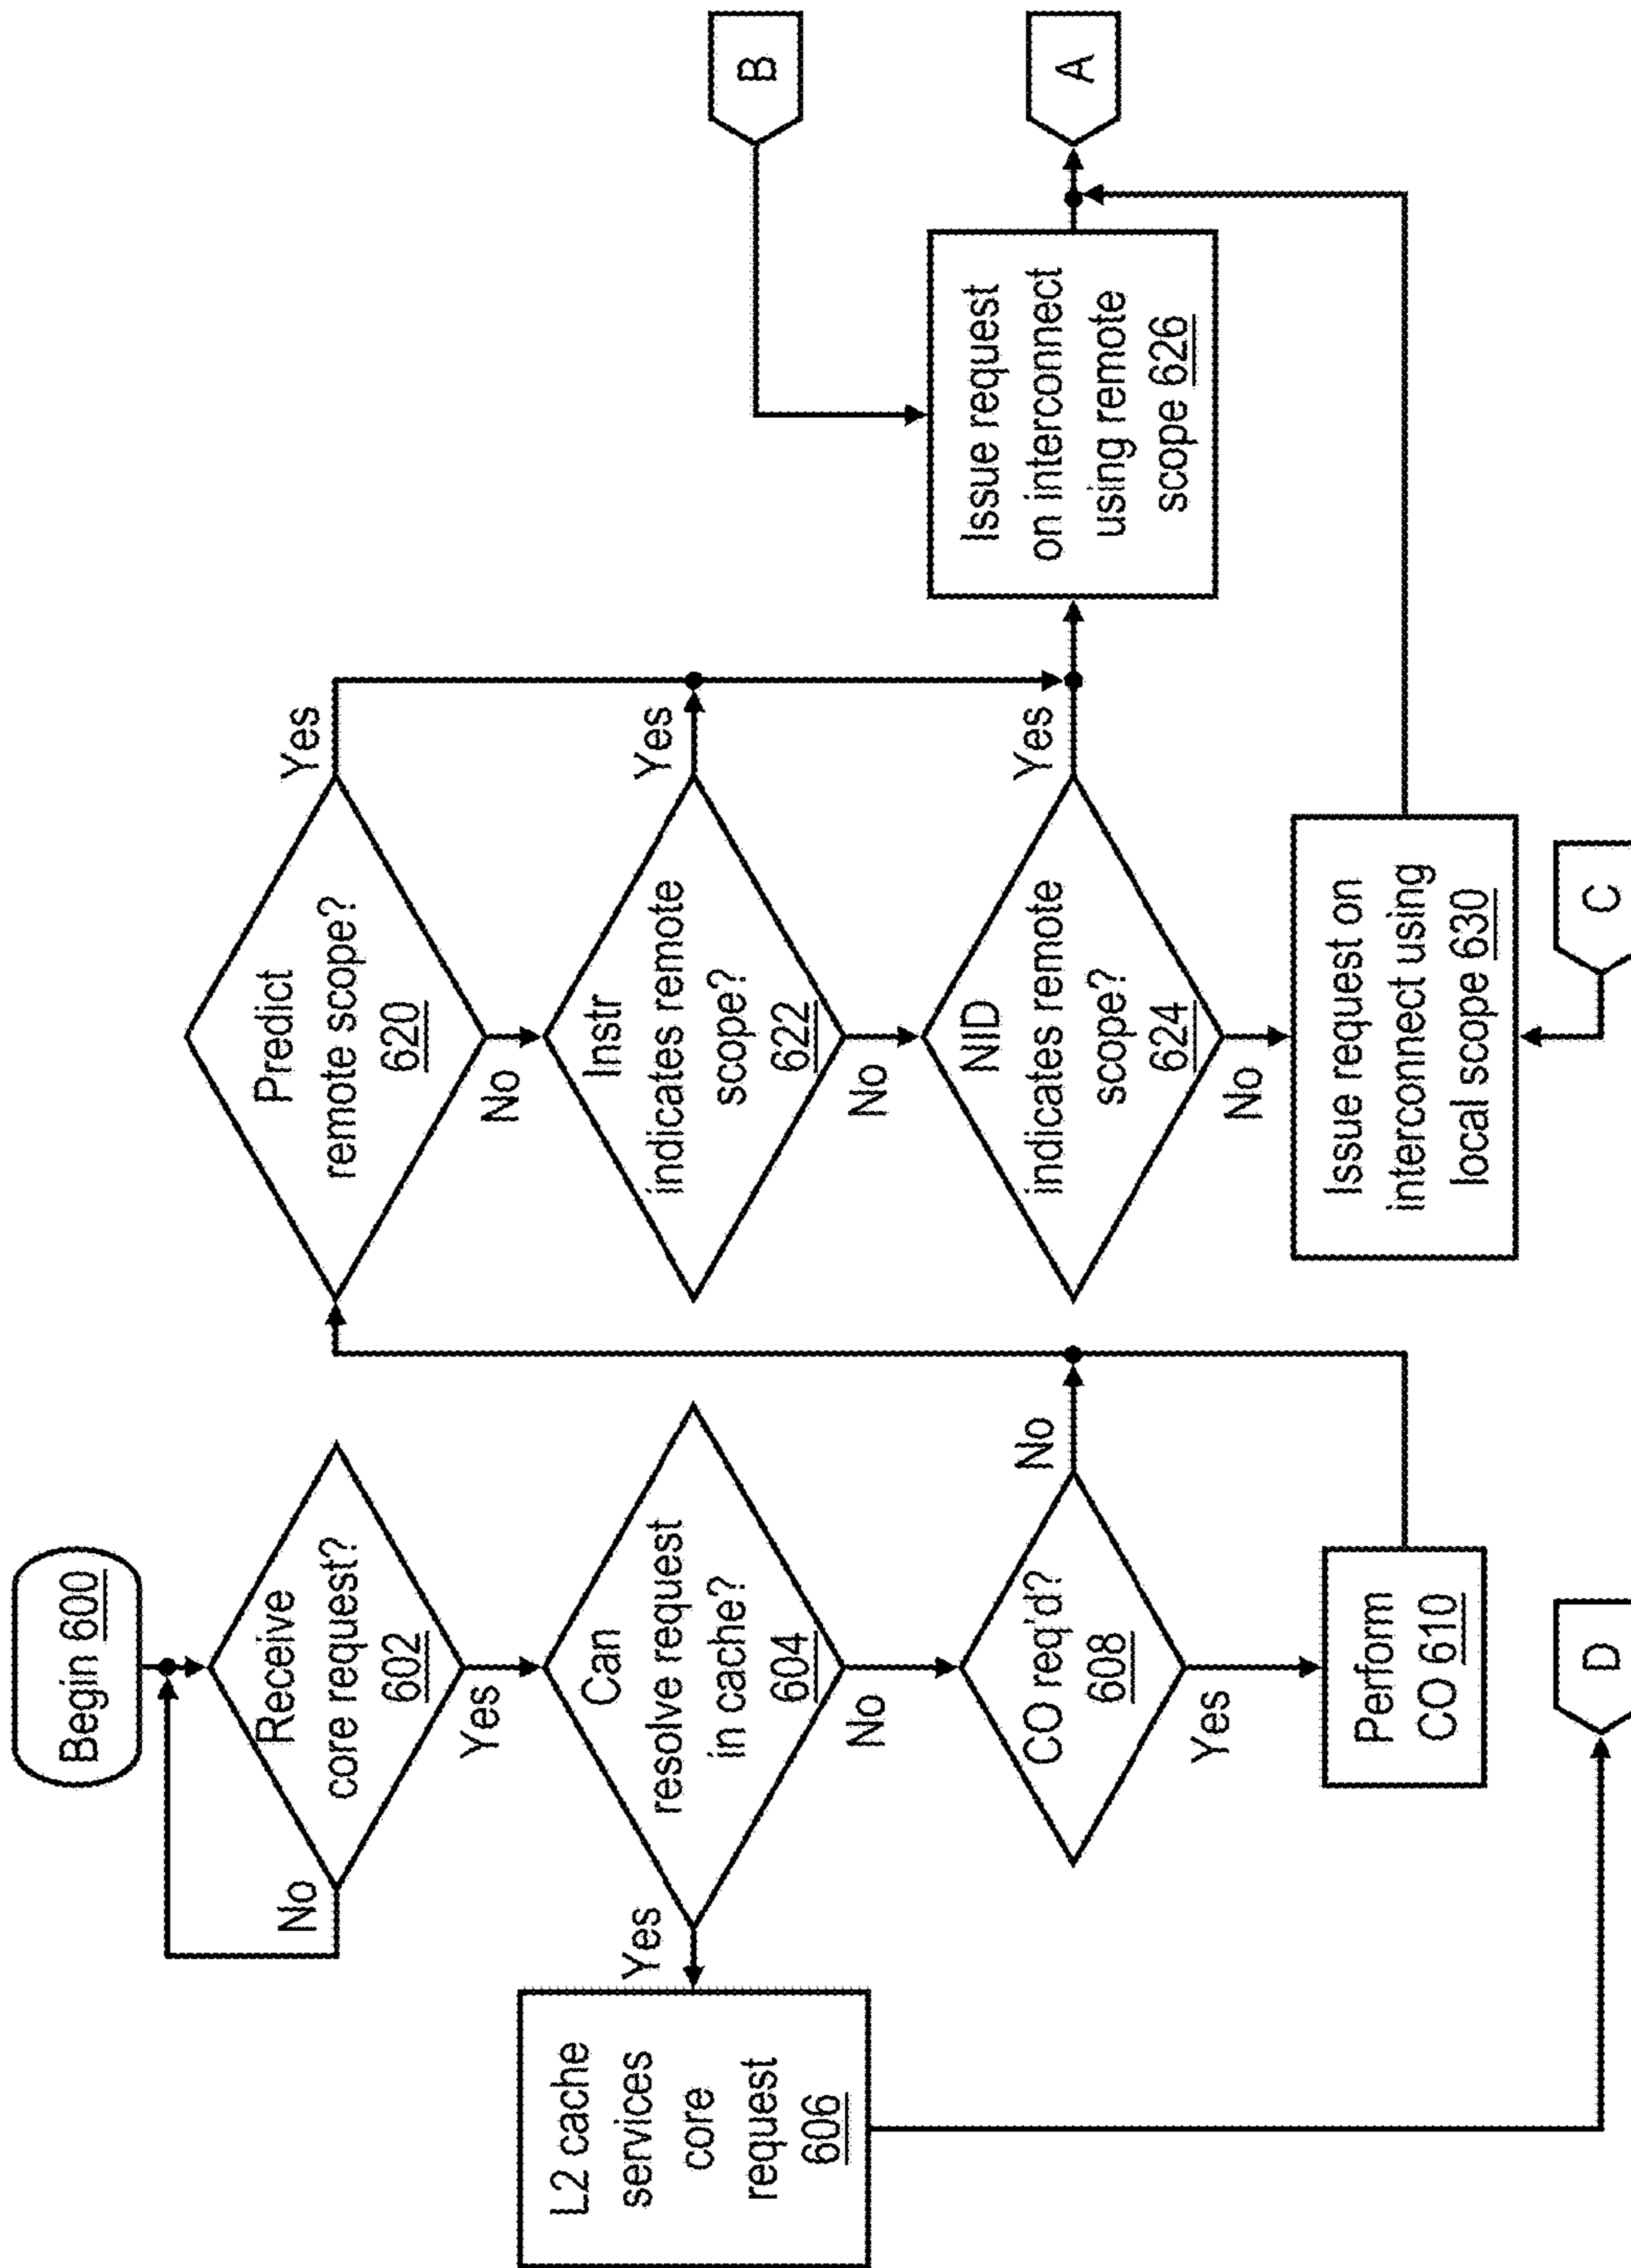 Begin 600
Receive
core request?
602
No
Yes
Can
resolve request
in cache?
604
Yes
No
L2 cache
services
core
request
606
CO req'd?
608
No
Yes
Perform
CO 610
D
Predict
remote scope?
620
Yes
No
Instr
indicates remote
scope?
622
Yes
No
NID
indicates remote
scope?
624
Yes
No
Issue request on
interconnect using
local scope 630
C
B
Issue request
on interconnect
using remote
scope 626
A